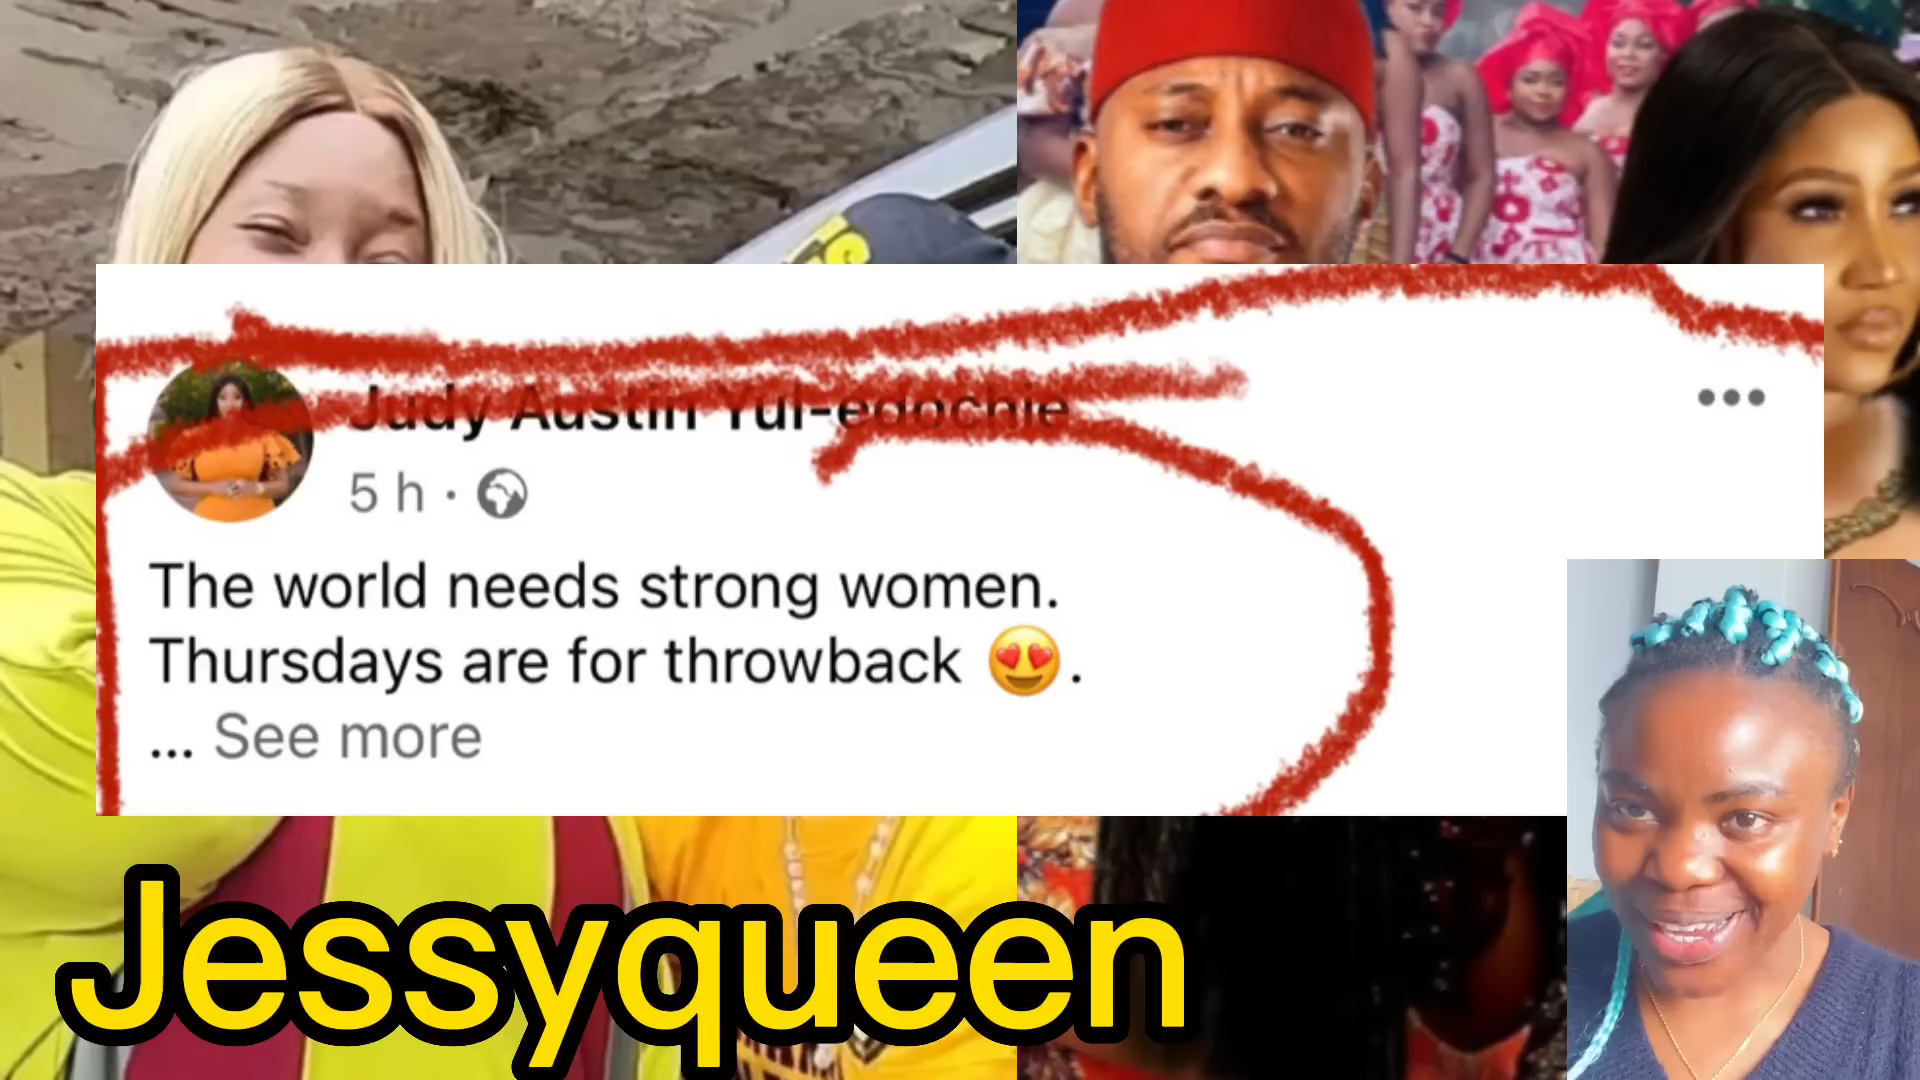 Judy Austin Yul-edochie
5 h ·
The world needs strong women.
Thursdays are for throwback 😍.
... See more
Jessyqueen